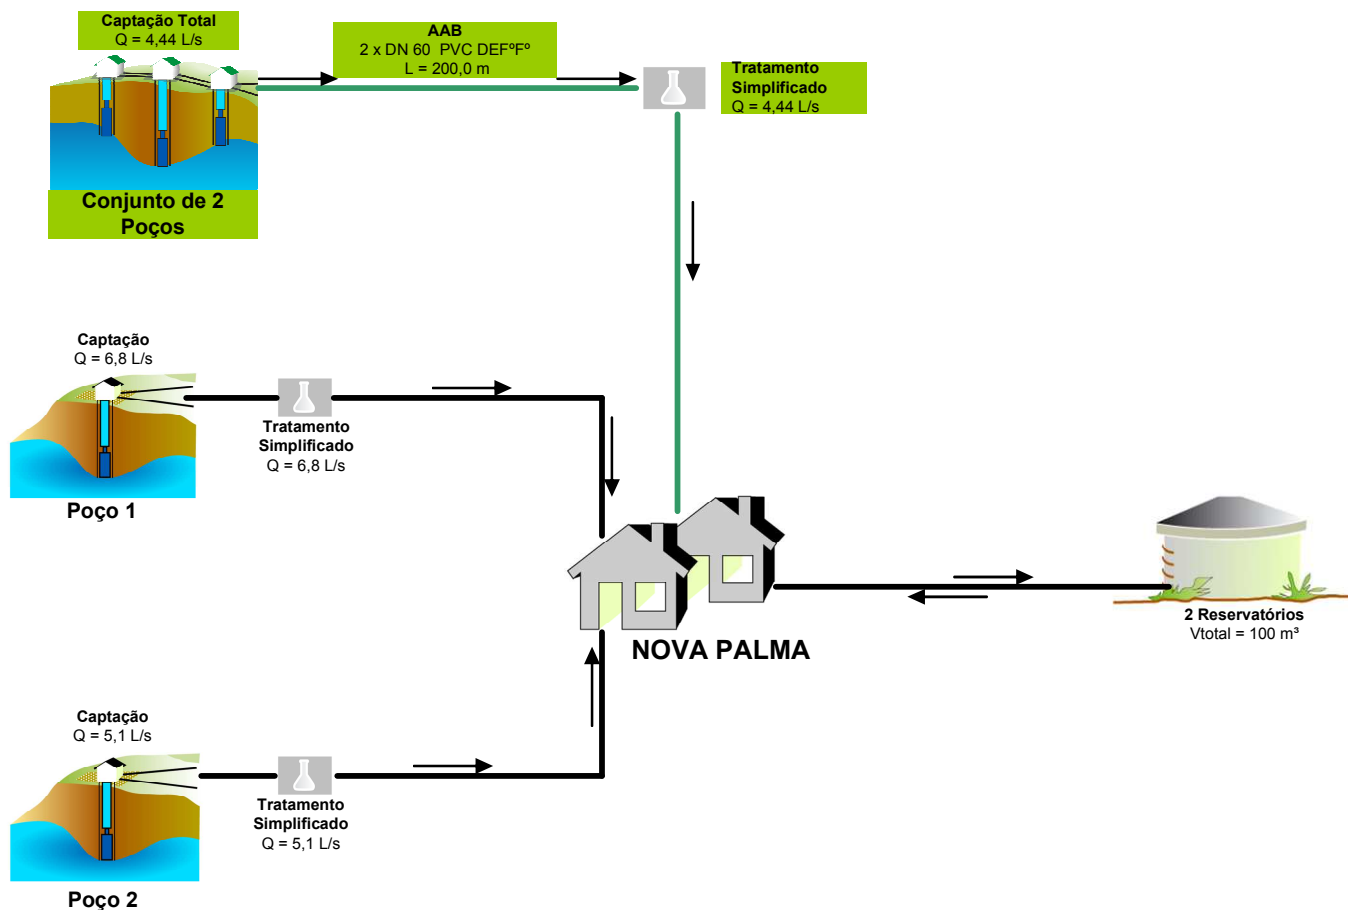 Captação Total
Q = 4,44 L/s
AAB
2 x DN 60 PVC DEFºFº
L = 200,0 m
Tratamento
Simplificado
Q = 4,44 L/s
Conjunto de 2
Poços
Captação
Q = 6,8 L/s
Tratamento
Simplificado
Q = 6,8 L/s
Poço 1
2 Reservatórios
Vtotal = 100 m³
NOVA PALMA
Captação
Q = 5,1 L/s
Tratamento
Simplificado
Q = 5,1 L/s
Poço 2